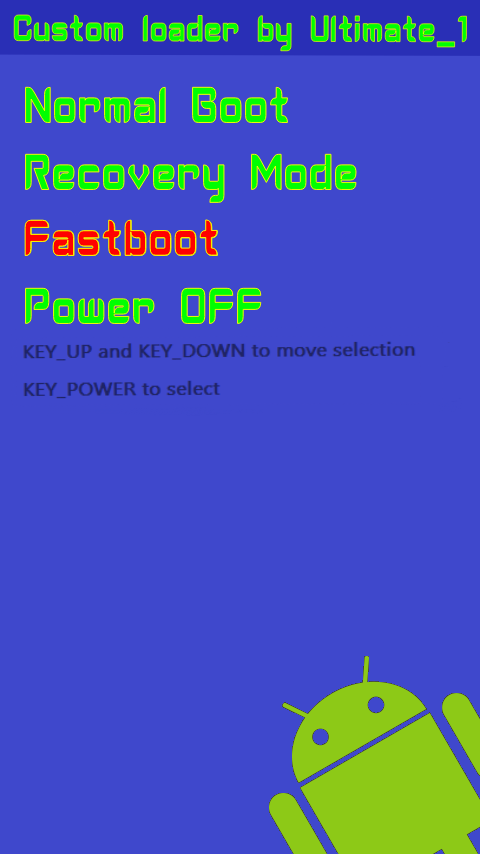 Custom loader by Ultimate_1
Normal Boot
Recovery Mode
Fastboot
Power OFF
KEY_UP and KEY_DOWN to move selection
KEY_POWER to select